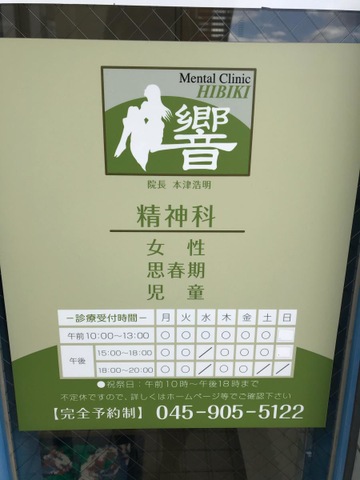 Mental Clinic
HIBIKI
響
院長 木津浩明
精神科
女性
思春期
児童
－診療受付時間－ 月 火 水 木 金 土 日
午前10:00〜13:00 ○ ○ ○ ○ ○ ○
午後 15:00〜18:00 ○ ○ ／ ○ ○ ○
18:00〜20:00 ○ ○ ／ ○ ○ ／ ／
●祝祭日：午前10時〜午後18時まで
不定休ですので、詳しくはホームページ等でご確認下さい
【完全予約制】 045-905-5122